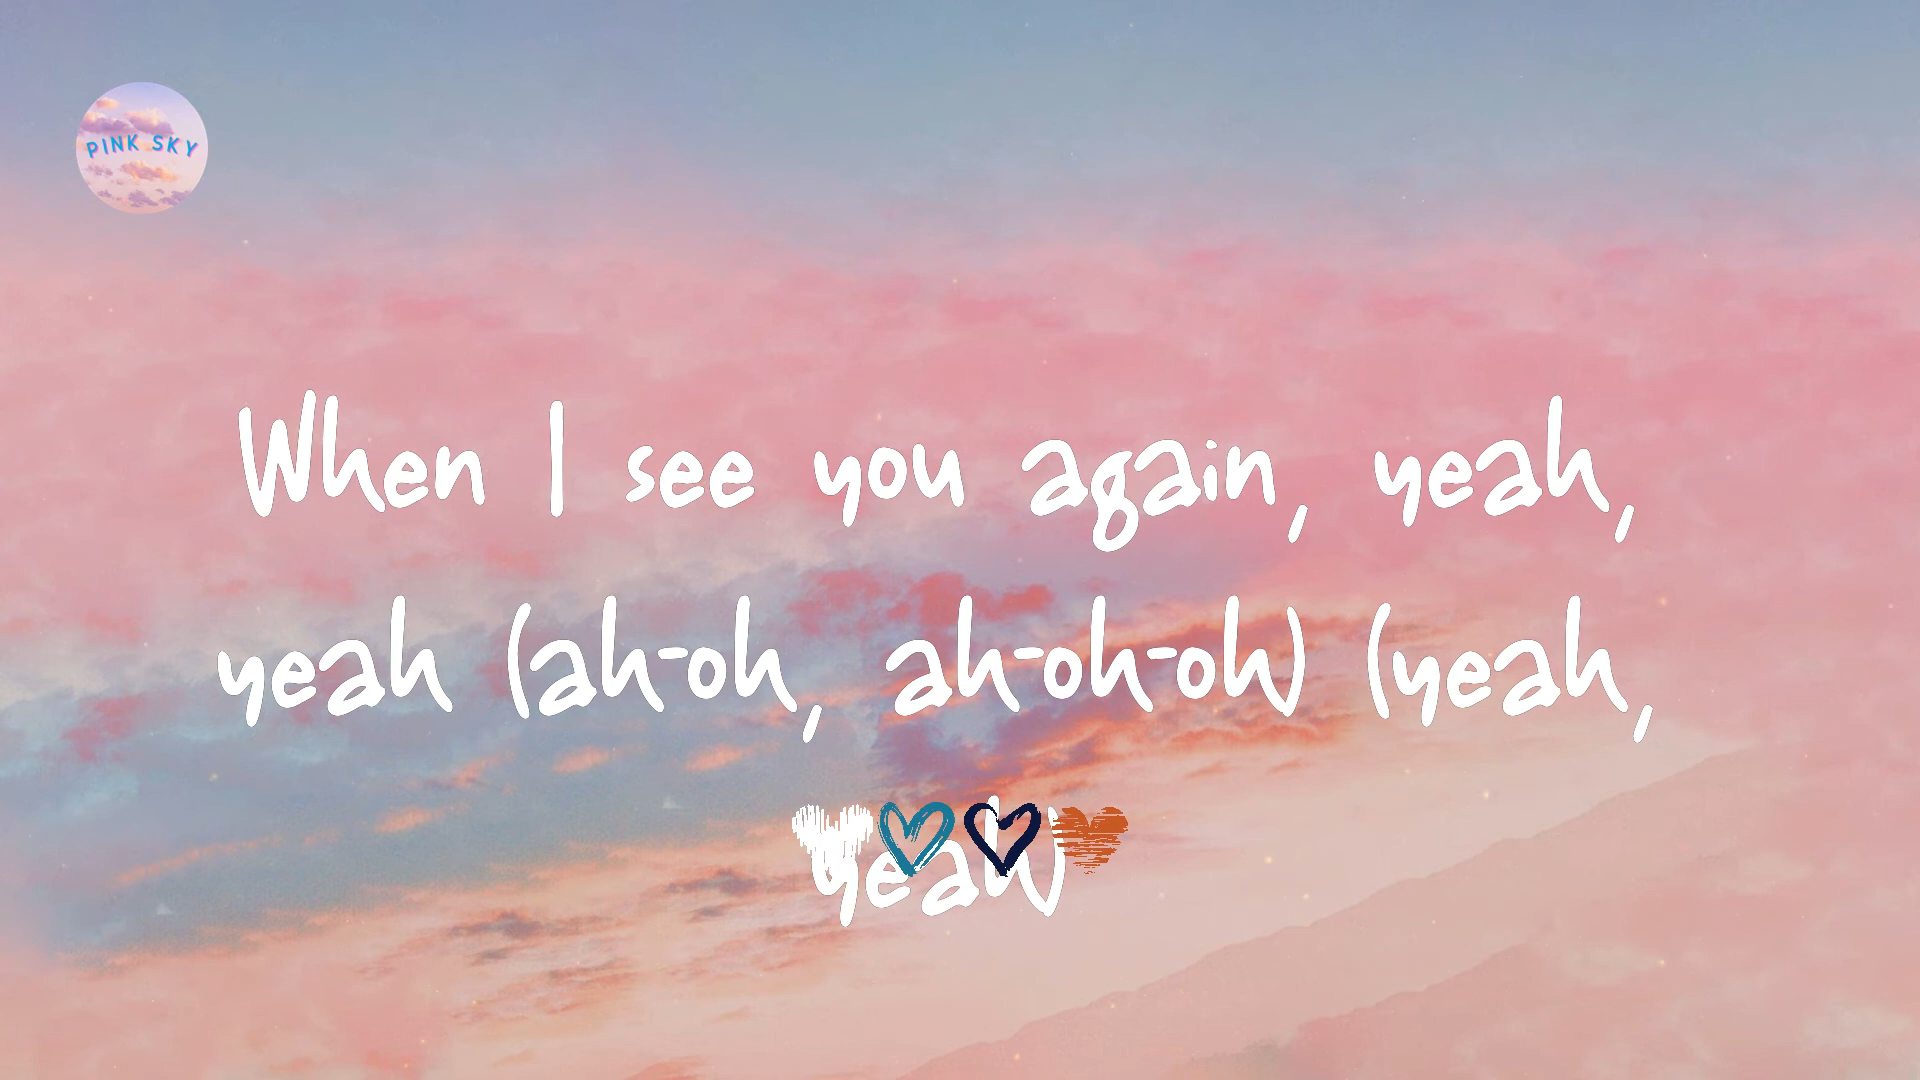 PINK SKY
When I see you again, yeah,
yeah (ah-oh, ah-oh-oh) (yeah,
yeah)